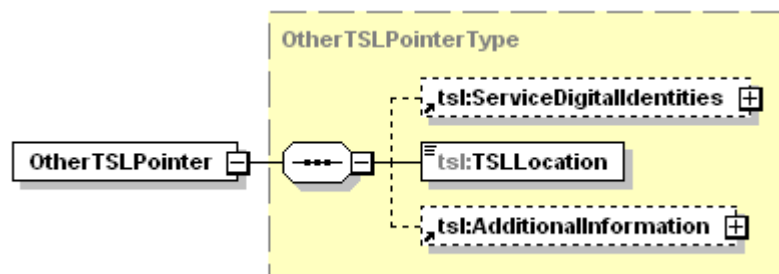 OtherTSLPointerType
tsl:ServiceDigitalIdentities
OtherTSLPointer
tsl:TSLLocation
tsl:AdditionalInformation